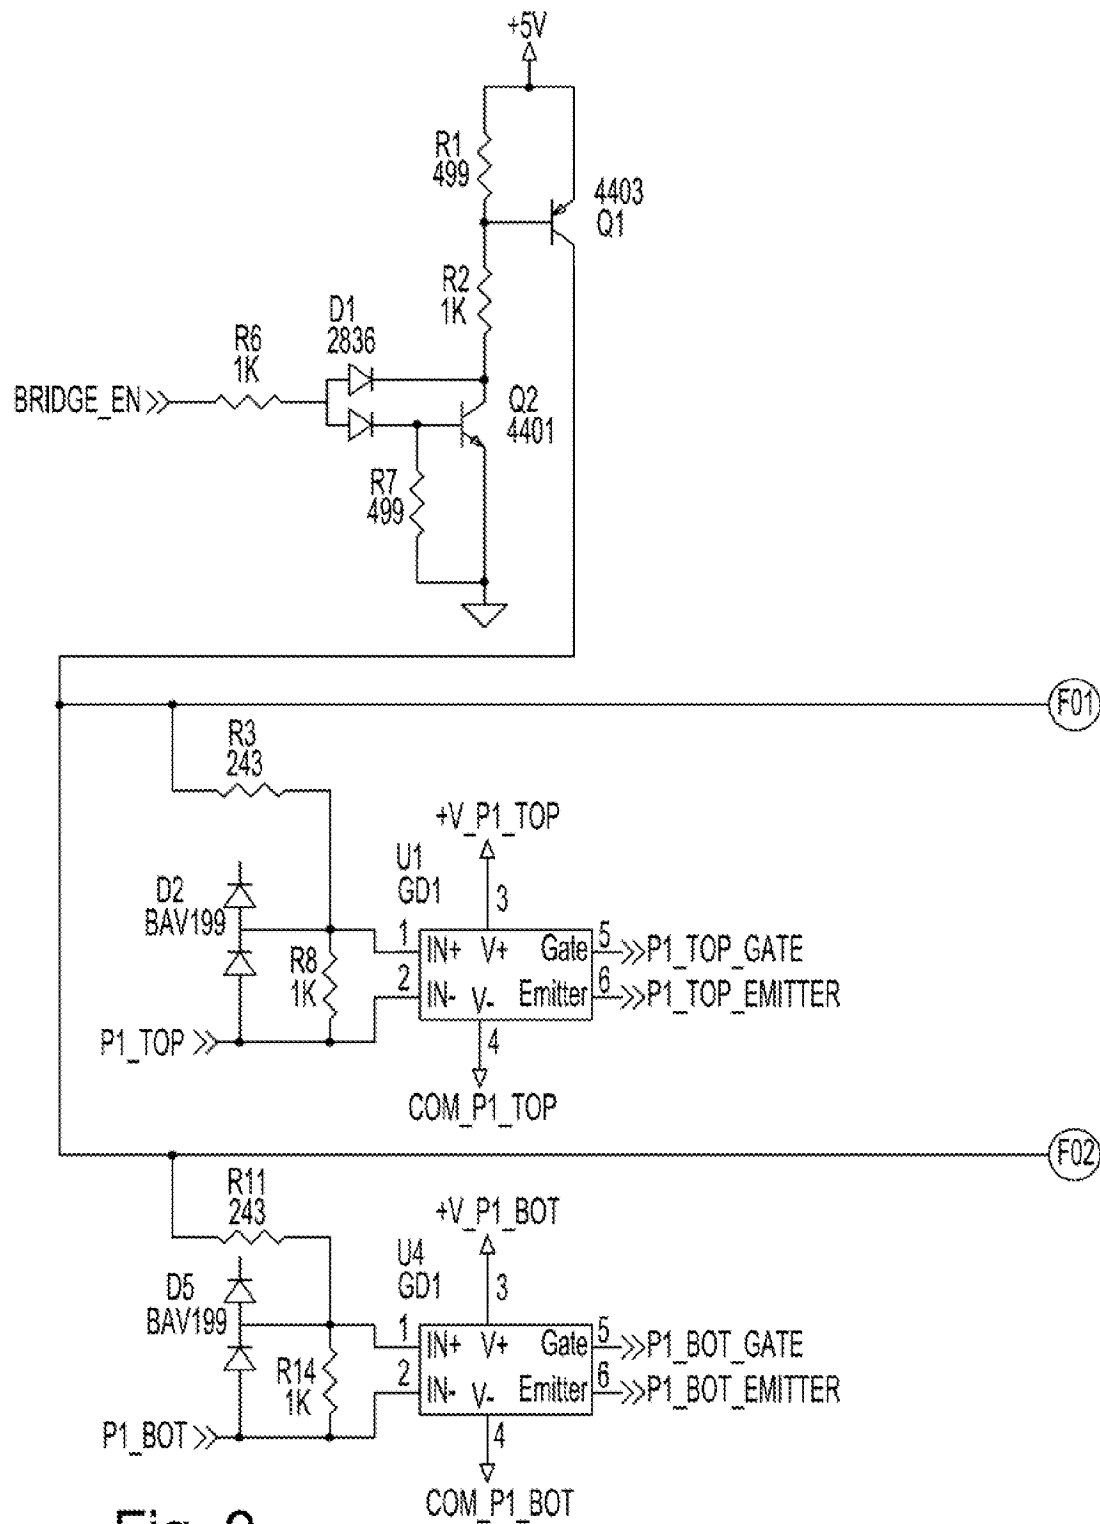 +5V
R1
499
4403
Q1
R2
1K
D1
2836
R6
1K
BRIDGE_EN
Q2
4401
R7
499
F01
R3
243
+V_P1_TOP
U1
GD1
3
D2
BAV199
1
IN+ V+ Gate
5
P1_TOP_GATE
R8
1K
2
IN- V- Emitter
6
P1_TOP_EMITTER
P1_TOP
4
COM_P1_TOP
F02
R11
243
+V_P1_BOT
U4
GD1
3
D5
BAV199
1
IN+ V+ Gate
5
P1_BOT_GATE
R14
1K
2
IN- V- Emitter
6
P1_BOT_EMITTER
P1_BOT
4
COM_P1_BOT